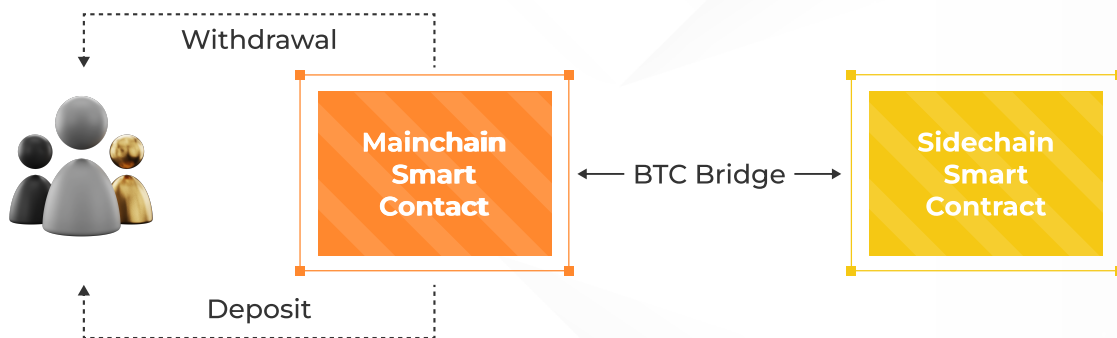 Withdrawal
Mainchain
Smart
Contact
BTC Bridge
Sidechain
Smart
Contract
Deposit